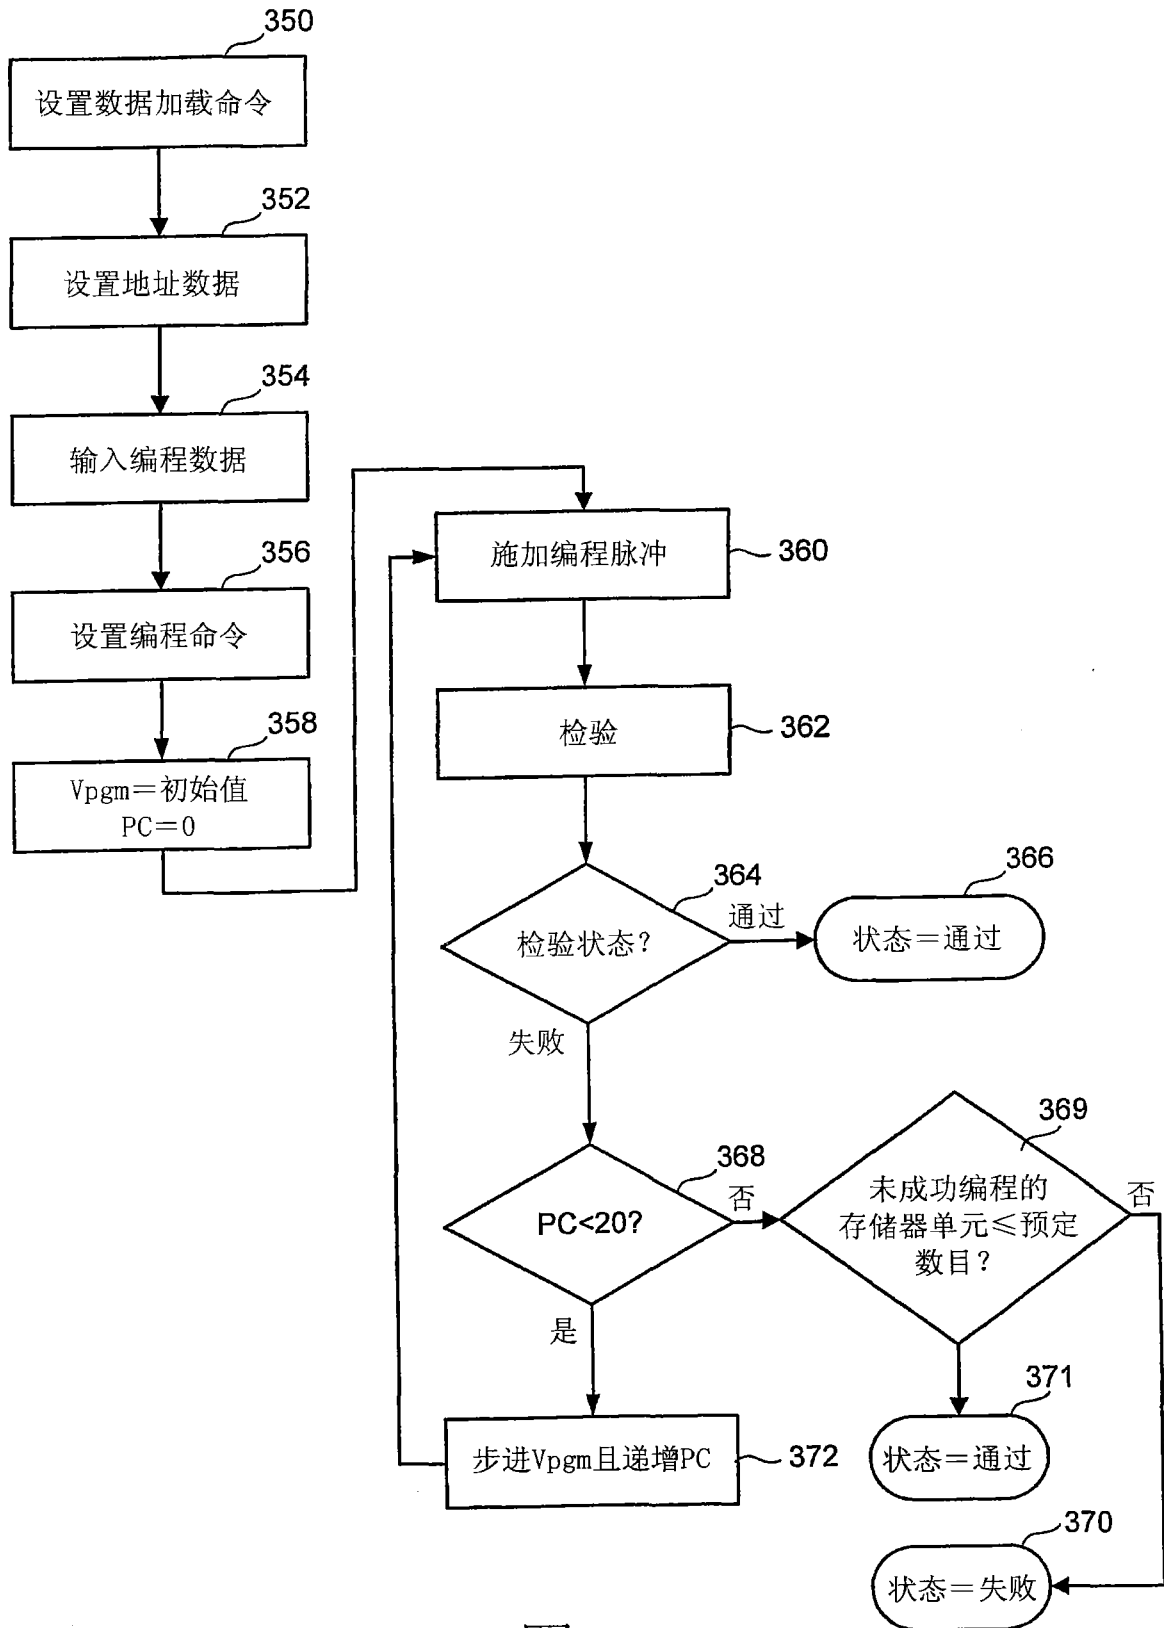 350
设置数据加载命令
352
设置地址数据
354
输入编程数据
356
设置编程命令
358
Vpgm=初始值
PC=0
施加编程脉冲
360
检验
362
364
检验状态?
通过
366
状态=通过
失败
368
PC<20?
否
369
未成功编程的
存储器单元≤预定
数目?
否
是
371
状态=通过
步进Vpgm且递增PC
372
370
状态=失败